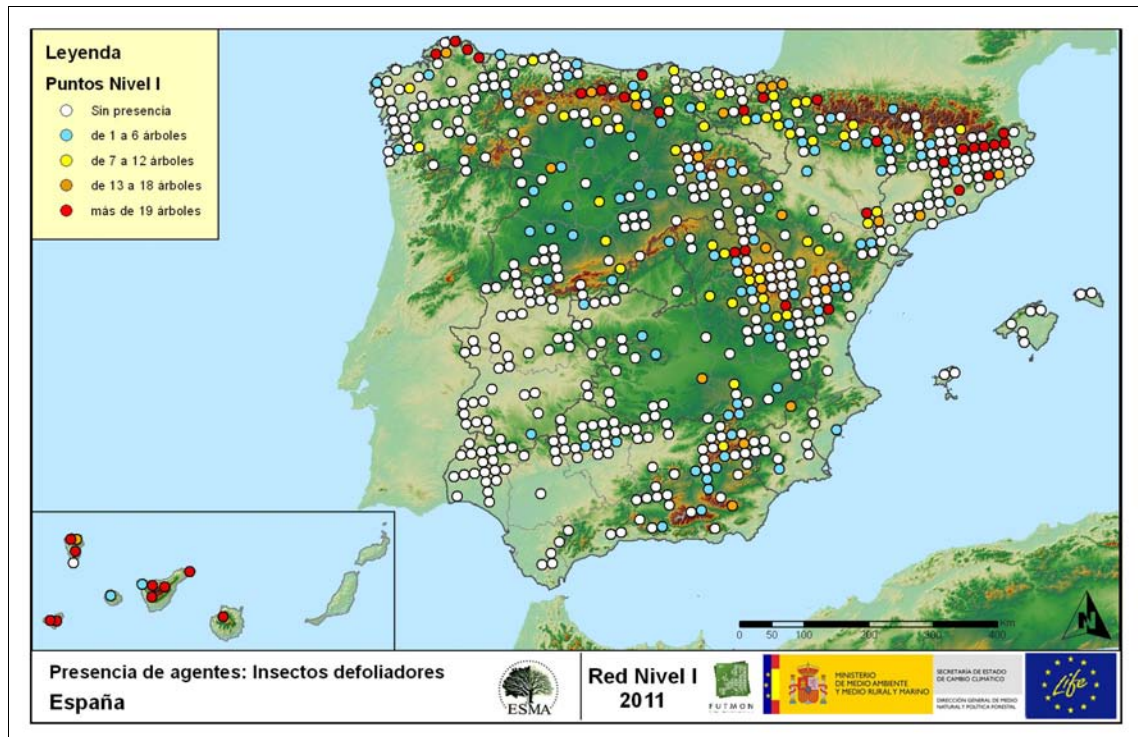 Leyenda
Puntos Nivel I
Sin presencia
de 1 a 6 árboles
de 7 a 12 árboles
de 13 a 18 árboles
más de 19 árboles
N
Km
0 50 100 200 300 400
Presencia de agentes: Insectos defoliadores
España
ESMA
Red Nivel I
2011
FUTMON
MINISTERIO
DE MEDIO AMBIENTE
Y MEDIO RURAL Y MARINO
SECRETARÍA DE ESTADO
DE CAMBIO CLIMÁTICO
DIRECCIÓN GENERAL DE MEDIO
NATURAL Y POLÍTICA FORESTAL
Life